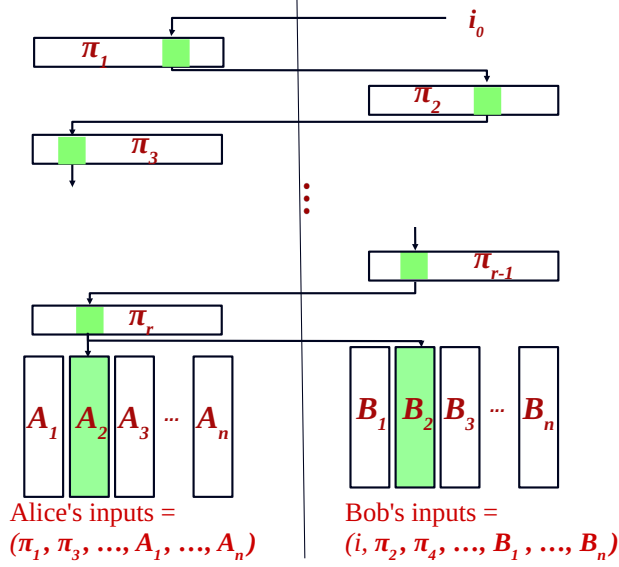 i₀
π₁
π₂
π₃
⋮
πᵣ₋₁
πᵣ
A₁ A₂ A₃ ... Aₙ
B₁ B₂ B₃ ... Bₙ
Alice's inputs =
(π₁, π₃, ..., A₁, ..., Aₙ)
Bob's inputs =
(i, π₂, π₄, ..., B₁ , ..., Bₙ)